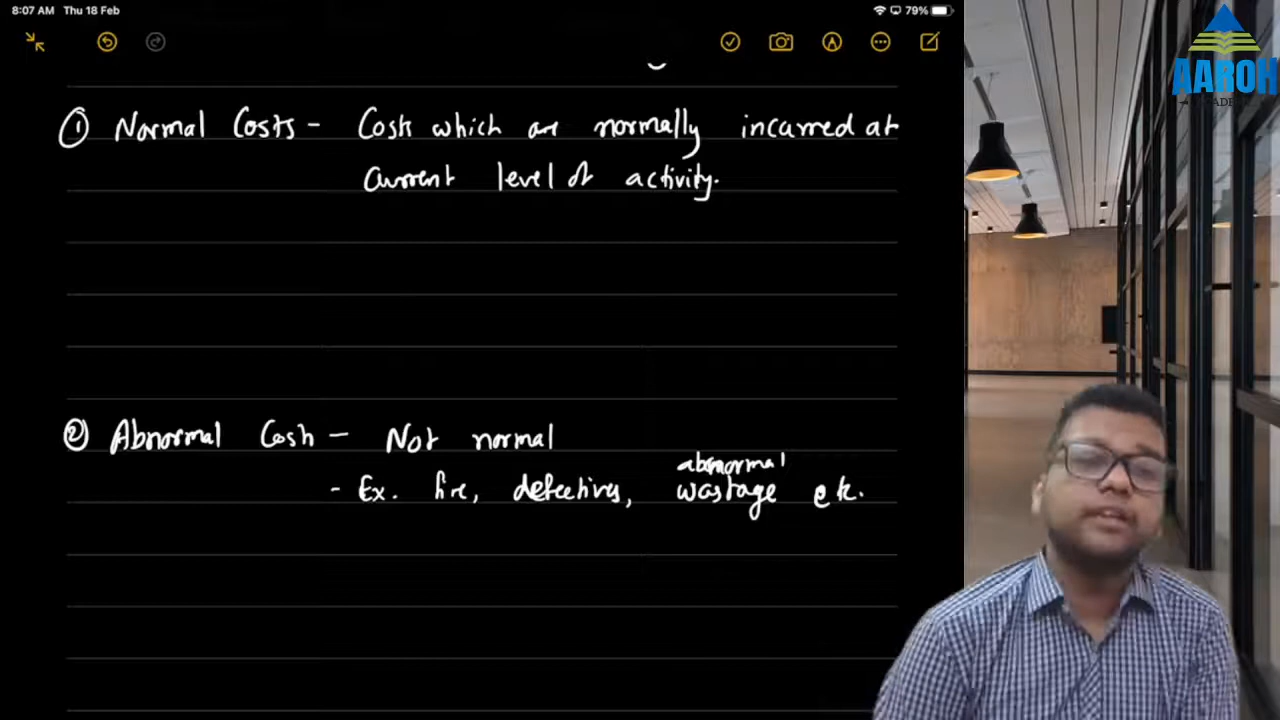 8:07 AM Thu 18 Feb
79%
AAROH
① Normal Costs - Costs which are normally incurred at
Current level of activity.
② Abnormal Cost - Not normal
abnormal
- Ex. fire, defectives, wastage etc.